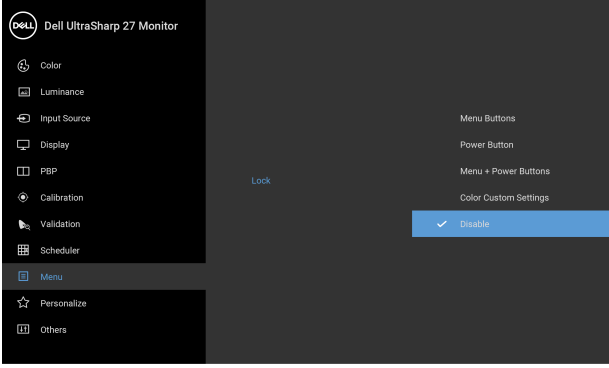 DELL
Dell UltraSharp 27 Monitor
Color
Luminance
Input Source
Display
PBP
Calibration
Validation
Scheduler
Menu
Personalize
Others
Lock
Menu Buttons
Power Button
Menu + Power Buttons
Color Custom Settings
Disable